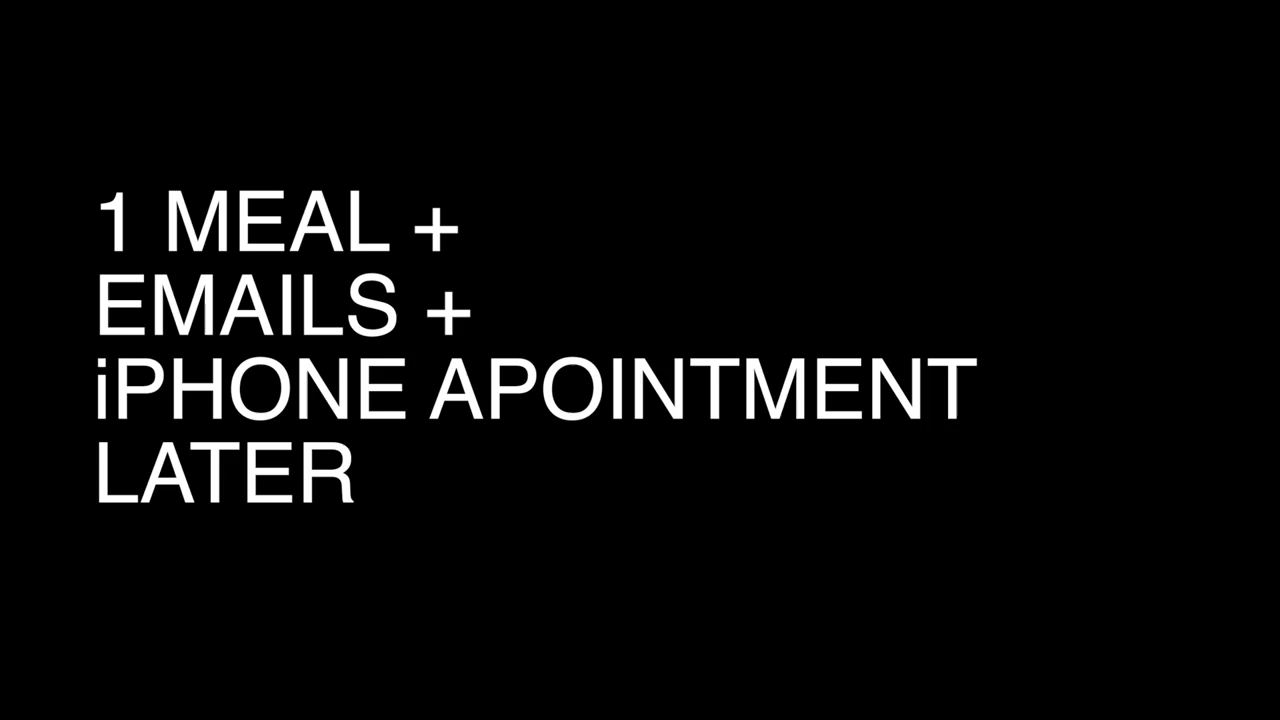 1 MEAL +
EMAILS +
iPHONE APOINTMENT
LATER